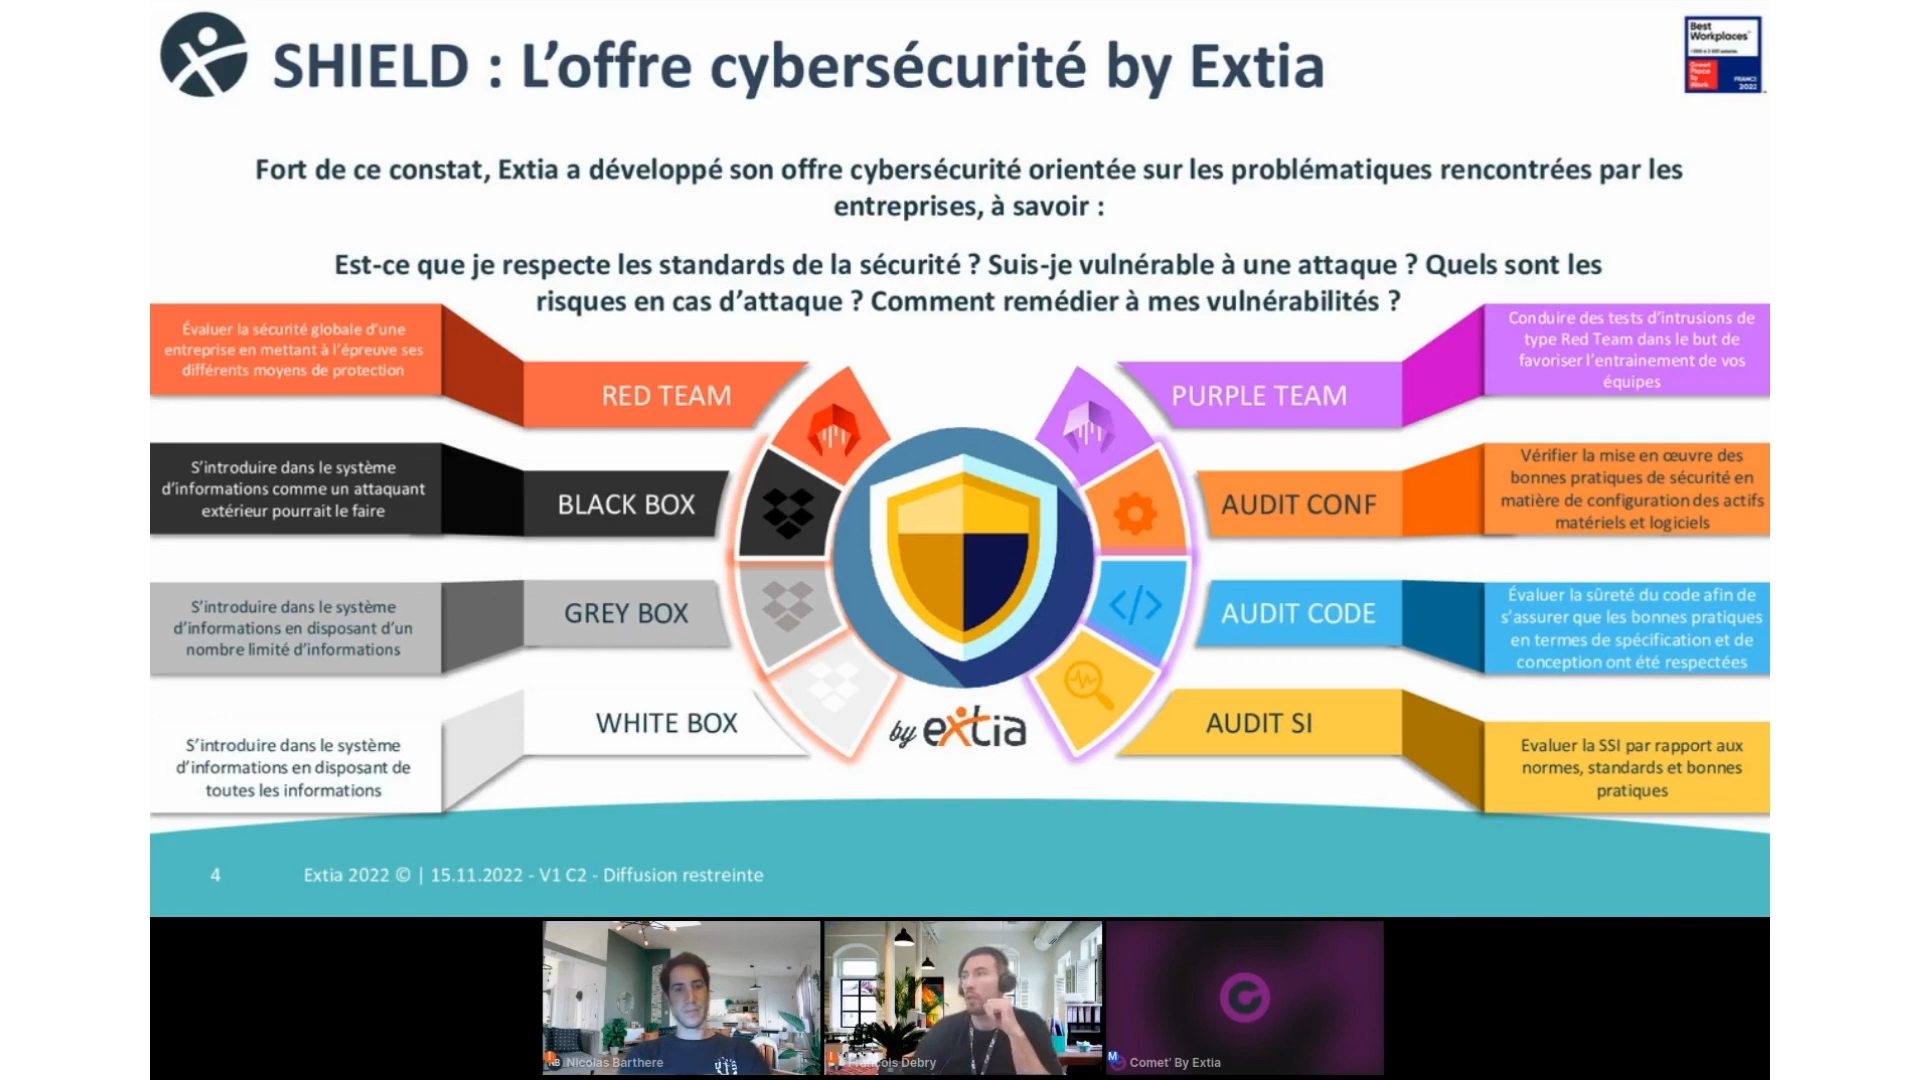 SHIELD : L'offre cybersécurité by Extia
Best
Workplaces
Great
Place
To
Work
FRANCE
2022
Fort de ce constat, Extia a développé son offre cybersécurité orientée sur les problématiques rencontrées par les
entreprises, à savoir :
Est-ce que je respecte les standards de la sécurité ? Suis-je vulnérable à une attaque ? Quels sont les
risques en cas d'attaque ? Comment remédier à mes vulnérabilités ?
Évaluer la sécurité globale d'une
entreprise en mettant à l'épreuve ses
différents moyens de protection
RED TEAM
S'introduire dans le système
d'informations comme un attaquant
extérieur pourrait le faire
BLACK BOX
S'introduire dans le système
d'informations en disposant d'un
nombre limité d'informations
GREY BOX
S'introduire dans le système
d'informations en disposant de
toutes les informations
WHITE BOX
by extia
PURPLE TEAM
Conduire des tests d'intrusions de
type Red Team dans le but de
favoriser l'entrainement de vos
équipes
AUDIT CONF
Vérifier la mise en œuvre des
bonnes pratiques de sécurité en
matière de configuration des actifs
matériels et logiciels
AUDIT CODE
Évaluer la sûreté du code afin de
s'assurer que les bonnes pratiques
en termes de spécification et de
conception ont été respectées
AUDIT SI
Evaluer la SSI par rapport aux
normes, standards et bonnes
pratiques
4
Extia 2022 © | 15.11.2022 - V1 C2 - Diffusion restreinte
Nicolas Barthere
François Debry
Comet' By Extia